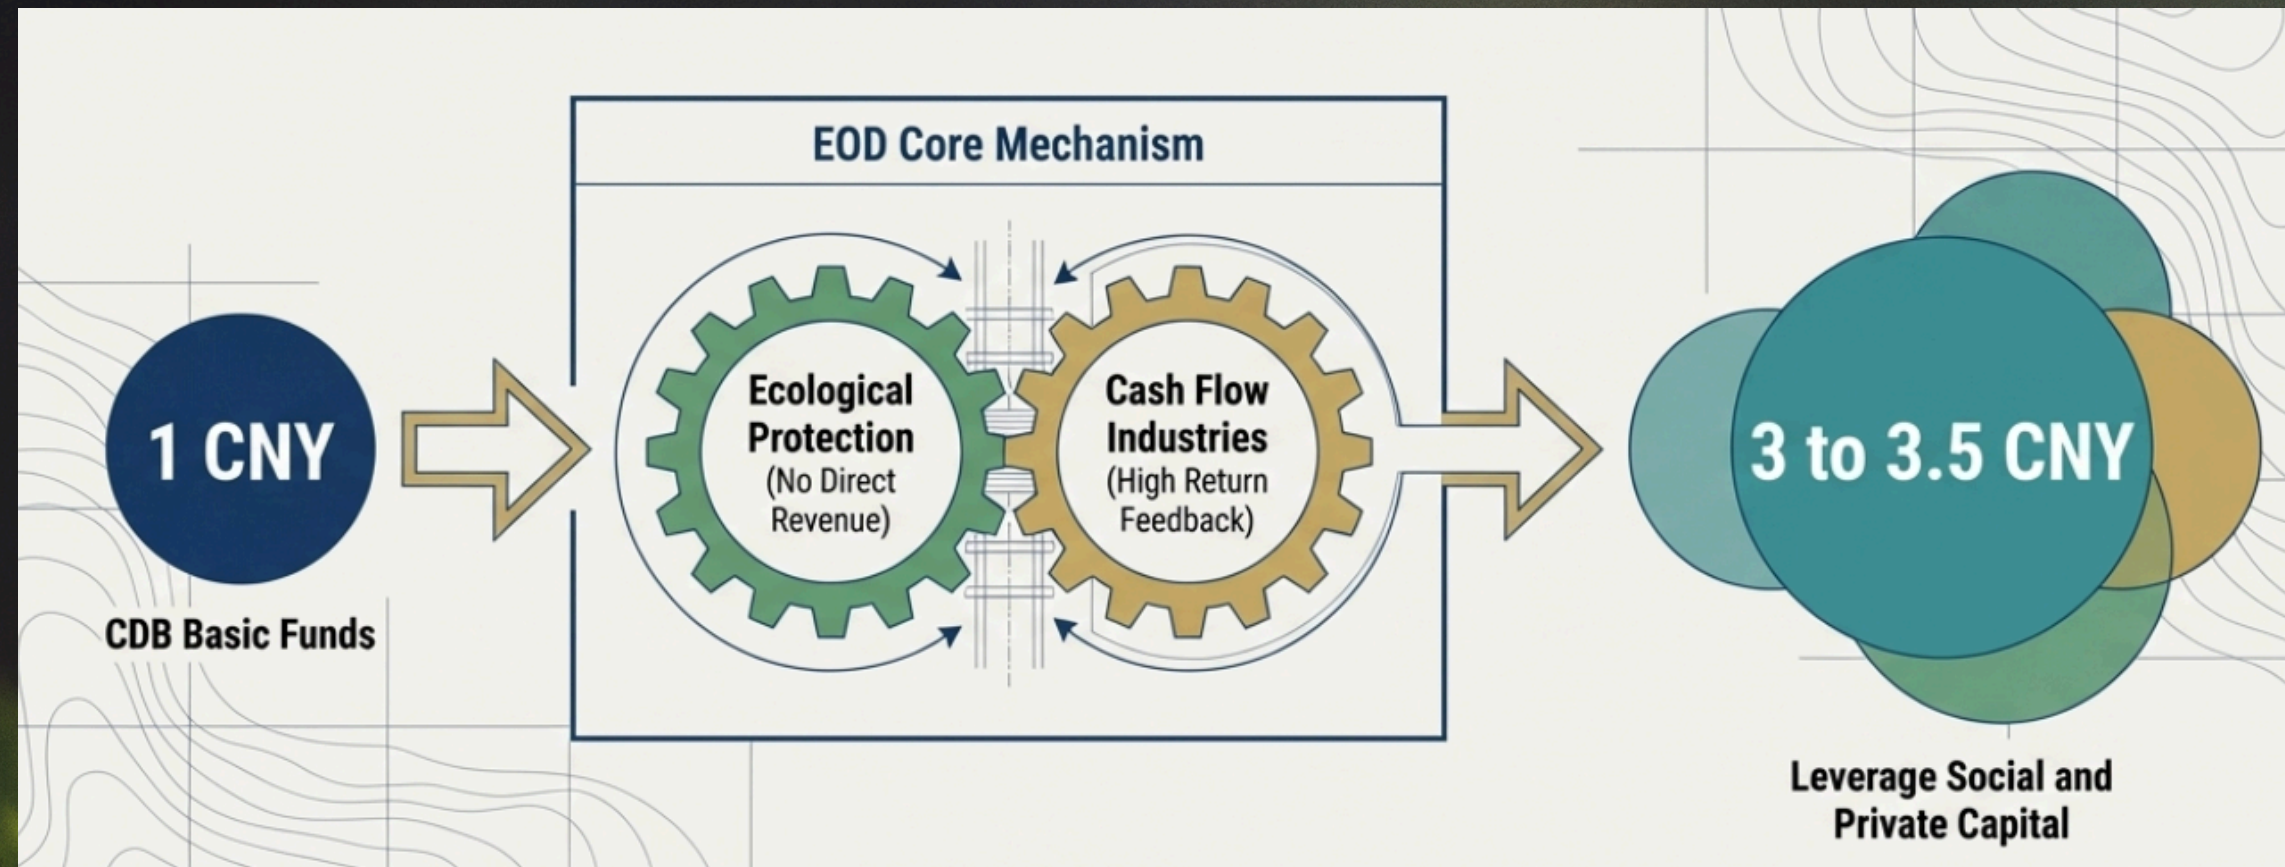 EOD Core Mechanism
1 CNY
CDB Basic Funds
Ecological
Protection
(No Direct
Revenue)
Cash Flow
Industries
(High Return
Feedback)
3 to 3.5 CNY
Leverage Social and
Private Capital